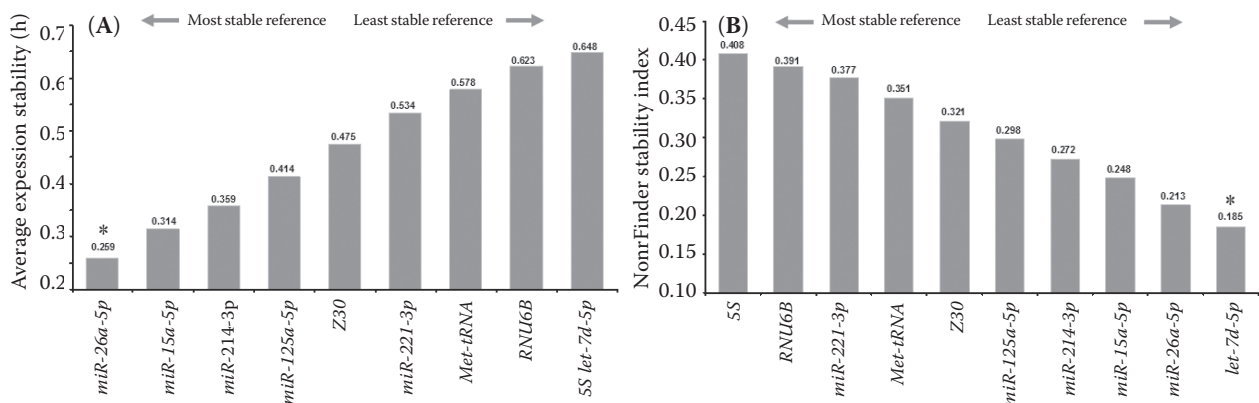 (A)
Most stable reference Least stable reference
Average expession stability (h)
0.7
0.6
0.5
0.4
0.3
0.2
*
0.259
0.314
0.359
0.414
0.475
0.534
0.578
0.623
0.648
miR-26a-5p
miR-15a-5p
miR-214-3p
miR-125a-5p
Z30
miR-221-3p
Met-tRNA
RNU6B
5S let-7d-5p
(B)
Most stable reference Least stable reference
NonrFinder stability index
0.45
0.40
0.35
0.30
0.25
0.20
0.15
0.10
0.408
0.391
0.377
0.351
0.321
0.298
0.272
0.248
0.213
*
0.185
5S
RNU6B
miR-221-3p
Met-tRNA
Z30
miR-125a-5p
miR-214-3p
miR-15a-5p
miR-26a-5p
let-7d-5p